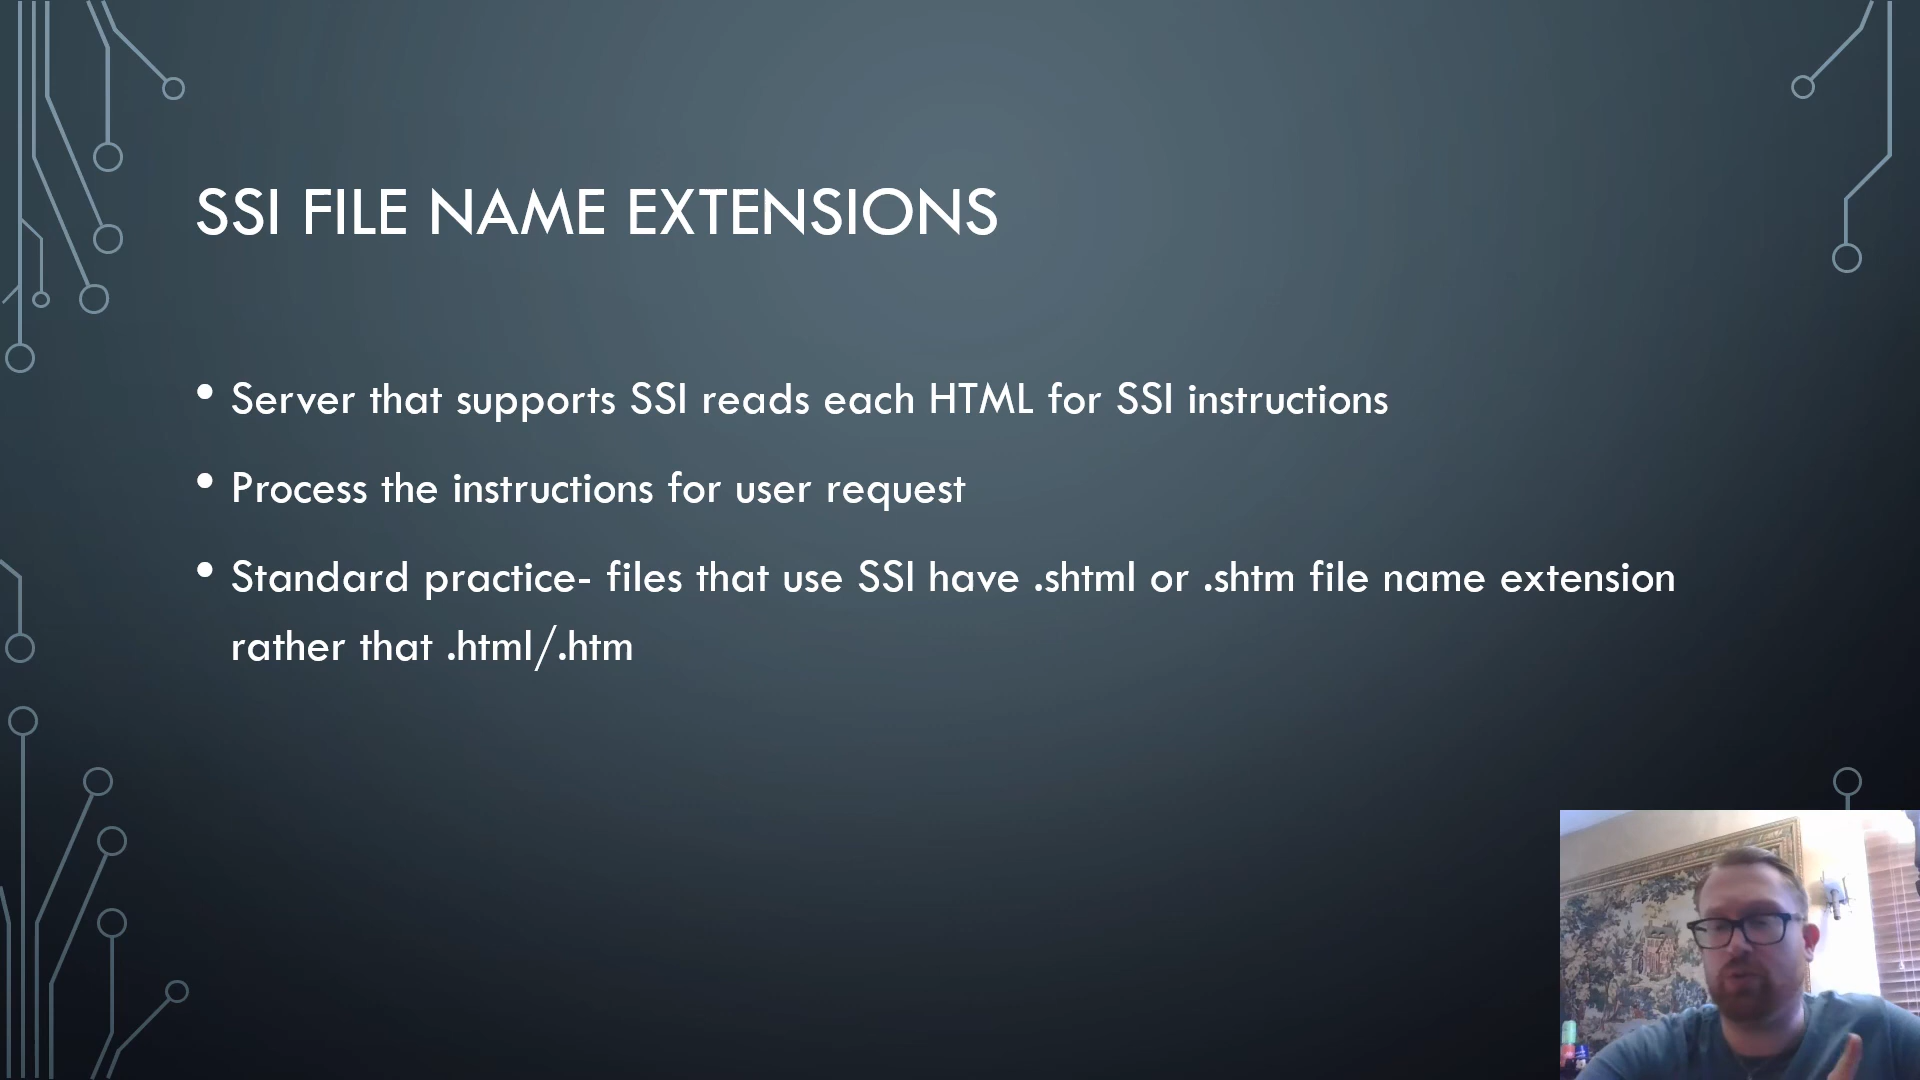 SSI FILE NAME EXTENSIONS
• Server that supports SSI reads each HTML for SSI instructions
• Process the instructions for user request
• Standard practice- files that use SSI have .shtml or .shtm file name extension
rather that .html/.htm